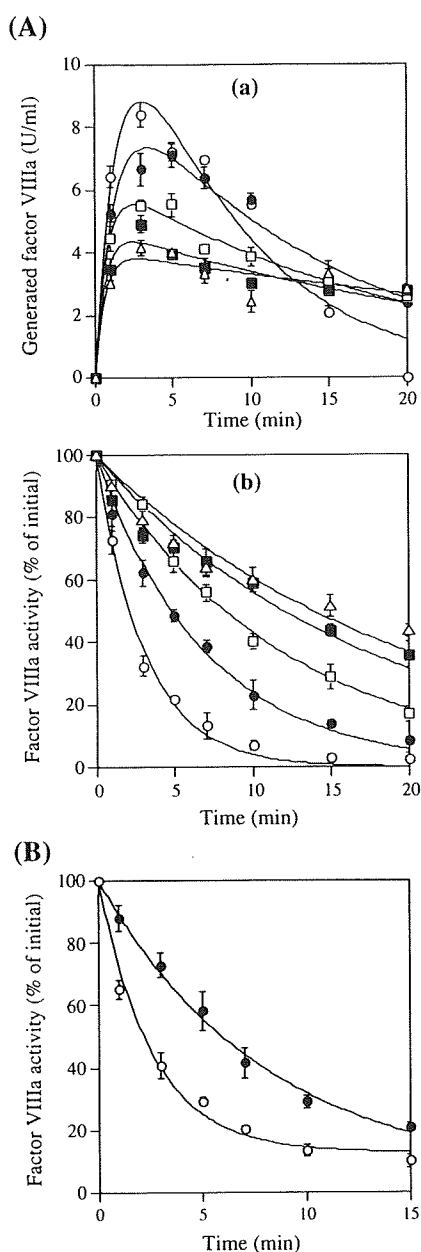 (A)
(a)
Generated factor VIIIa (U/ml)
10
8
6
4
2
0
0 5 10 15 20
Time (min)
(b)
Factor VIIIa activity (% of initial)
100
80
60
40
20
0
0 5 10 15 20
Time (min)
(B)
Factor VIIIa activity (% of initial)
100
80
60
40
20
0
0 5 10 15
Time (min)